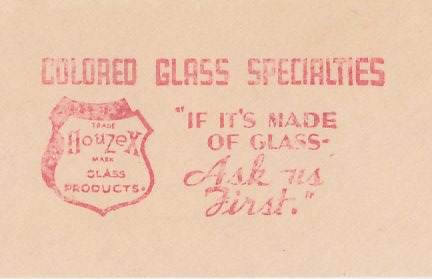 COLORED GLASS SPECIALTIES
TRADE
HouzeX
MARK
GLASS
PRODUCTS.
"IF IT'S MADE
OF GLASS-
Ask us
First."